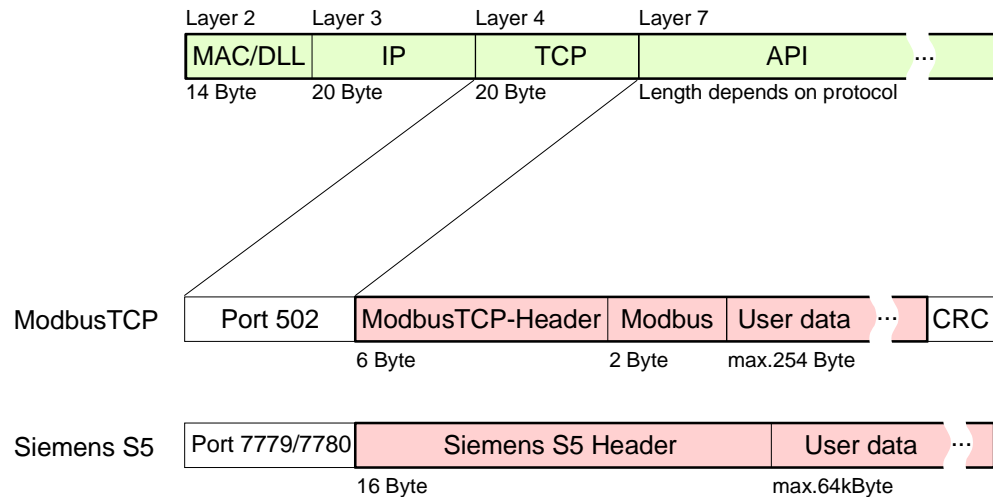 Layer 2 Layer 3 Layer 4 Layer 7
MAC/DLL IP TCP API ...
14 Byte 20 Byte 20 Byte Length depends on protocol
ModbusTCP Port 502 ModbusTCP-Header Modbus User data ... CRC
6 Byte 2 Byte max.254 Byte
Siemens S5 Port 7779/7780 Siemens S5 Header User data ...
16 Byte max.64kByte